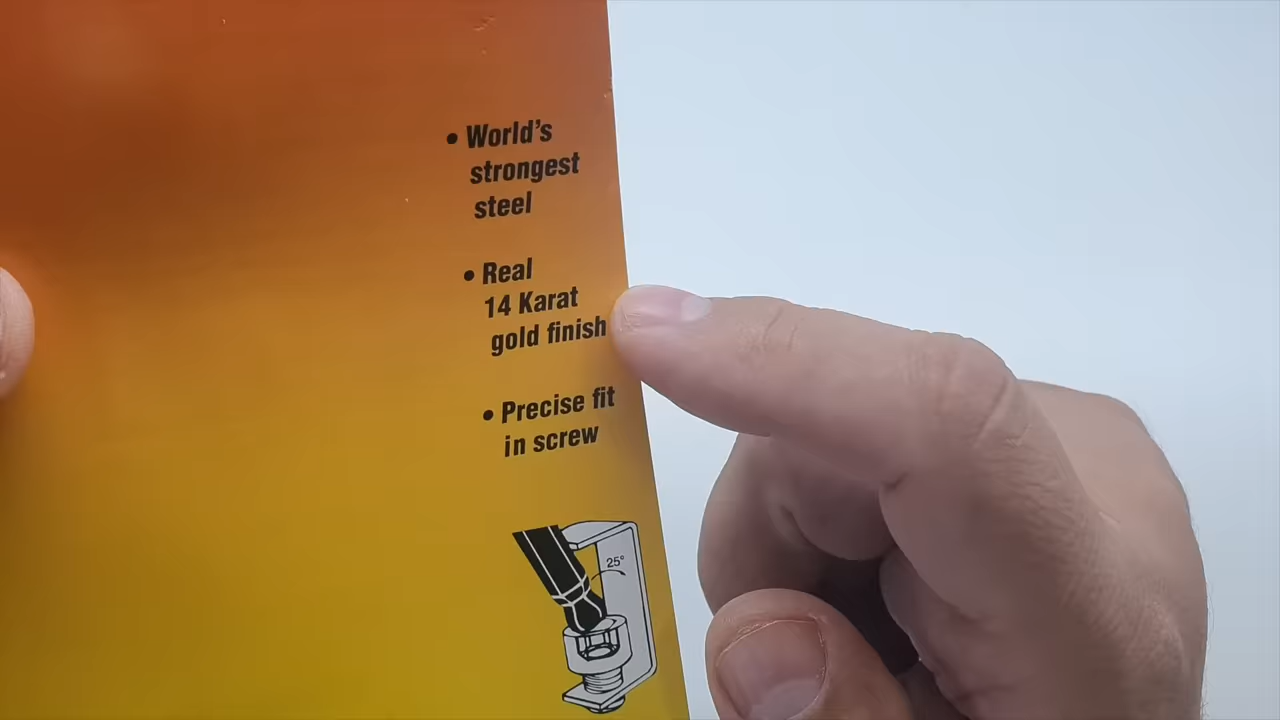 • World's
strongest
steel
• Real
14 Karat
gold finish
• Precise fit
in screw
25°